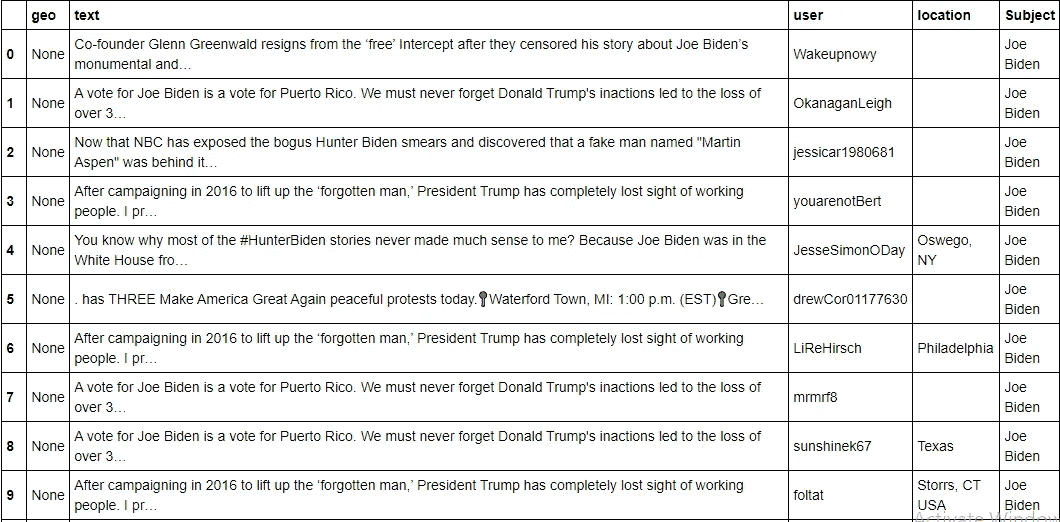 geo text user location Subject
0 None Co-founder Glenn Greenwald resigns from the ‘free’ Intercept after they censored his story about Joe Biden’s monumental and… Wakeupnowy Joe Biden
1 None A vote for Joe Biden is a vote for Puerto Rico. We must never forget Donald Trump's inactions led to the loss of over 3… OkanaganLeigh Joe Biden
2 None Now that NBC has exposed the bogus Hunter Biden smears and discovered that a fake man named "Martin Aspen" was behind it… jessicar1980681 Joe Biden
3 None After campaigning in 2016 to lift up the ‘forgotten man,’ President Trump has completely lost sight of working people. I pr… youarenotBert Joe Biden
4 None You know why most of the #HunterBiden stories never made much sense to me? Because Joe Biden was in the White House fro… JesseSimonODay Oswego, NY Joe Biden
5 None . has THREE Make America Great Again peaceful protests today.📍Waterford Town, MI: 1:00 p.m. (EST)📍Gre… drewCor01177630 Joe Biden
6 None After campaigning in 2016 to lift up the ‘forgotten man,’ President Trump has completely lost sight of working people. I pr… LiReHirsch Philadelphia Joe Biden
7 None A vote for Joe Biden is a vote for Puerto Rico. We must never forget Donald Trump's inactions led to the loss of over 3… mrmrf8 Joe Biden
8 None A vote for Joe Biden is a vote for Puerto Rico. We must never forget Donald Trump's inactions led to the loss of over 3… sunshinek67 Texas Joe Biden
9 None After campaigning in 2016 to lift up the ‘forgotten man,’ President Trump has completely lost sight of working people. I pr… foltat Storrs, CT USA Joe Biden